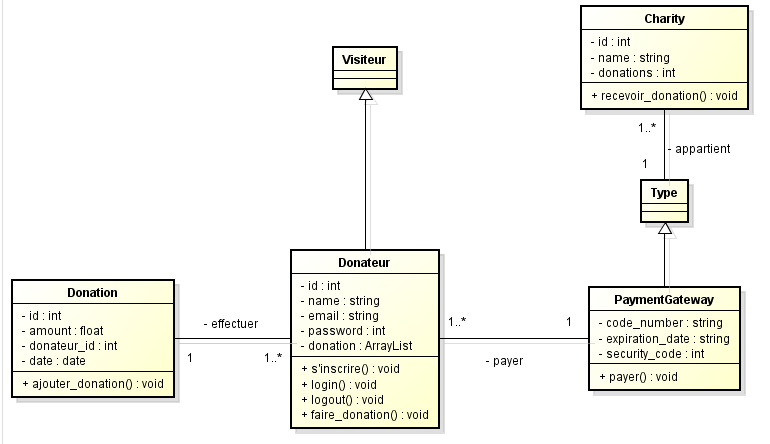 Charity
- id : int
- name : string
- donations : int
+ recevoir_donation() : void
Visiteur
1..*
- appartient
1
Type
Donateur
- id : int
- name : string
- email : string
- password : int
- donation : ArrayList
+ s'inscrire() : void
+ login() : void
+ logout() : void
+ faire_donation() : void
Donation
- id : int
- amount : float
- donateur_id : int
- date : date
+ ajouter_donation() : void
- effectuer
1
1..*
1..*
1
- payer
PaymentGateway
- code_number : string
- expiration_date : string
- security_code : int
+ payer() : void